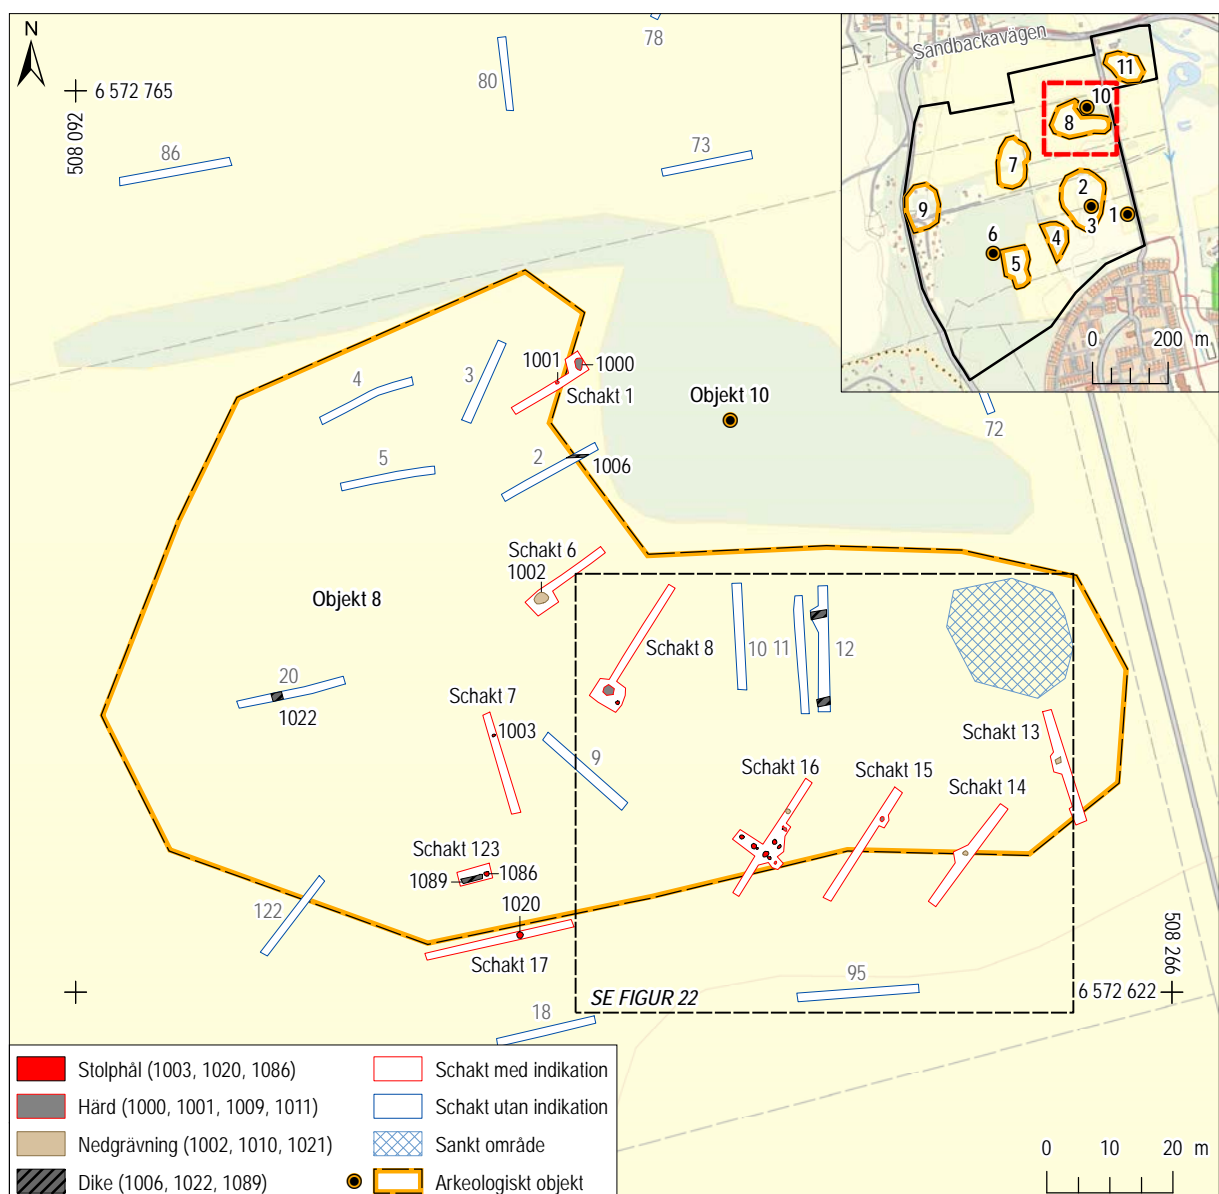 N
6 572 765
508 092
78
80
86
73
Sandbackavägen
11
10
8
7
2
9
1
3
4
6
5
0 200 m
72
4
3
1001
1000
Schakt 1
Objekt 10
5
2
1006
Schakt 6
1002
Objekt 8
Schakt 8
10
11
12
20
1022
Schakt 7
1003
9
Schakt 13
Schakt 16
Schakt 15
Schakt 14
Schakt 123
1089
1086
122
1020
Schakt 17
95
18
SE FIGUR 22
508 266
6 572 622
Stolphål (1003, 1020, 1086)
Härd (1000, 1001, 1009, 1011)
Nedgrävning (1002, 1010, 1021)
Dike (1006, 1022, 1089)
Schakt med indikation
Schakt utan indikation
Sankt område
Arkeologiskt objekt
0 10 20 m